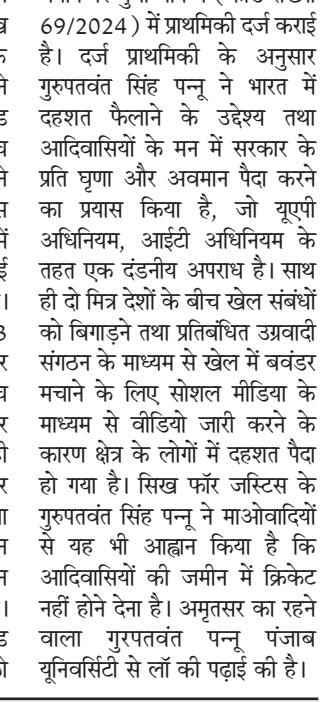 69/2024) में प्राथमिकी दर्ज कराई
है। दर्ज प्राथमिकी के अनुसार
गुरुपतवंत सिंह पन्नू ने भारत में
दहशत फैलाने के उद्देश्य तथा
आदिवासियों के मन में सरकार के
प्रति घृणा और अवमान पैदा करने
का प्रयास किया है, जो यूएपी
अधिनियम, आईटी अधिनियम के
तहत एक दंडनीय अपराध है। साथ
ही दो मित्र देशों के बीच खेल संबंधों
को बिगाड़ने तथा प्रतिबंधित उग्रवादी
संगठन के माध्यम से खेल में बवंडर
मचाने के लिए सोशल मीडिया के
माध्यम से वीडियो जारी करने के
कारण क्षेत्र के लोगों में दहशत पैदा
हो गया है। सिख फॉर जस्टिस के
गुरुपतवंत सिंह पन्नू ने माओवादियों
से यह भी आह्वान किया है कि
आदिवासियों की जमीन में क्रिकेट
नहीं होने देना है। अमृतसर का रहने
वाला गुरपतवंत पन्नू पंजाब
यूनिवर्सिटी से लॉ की पढ़ाई की है।